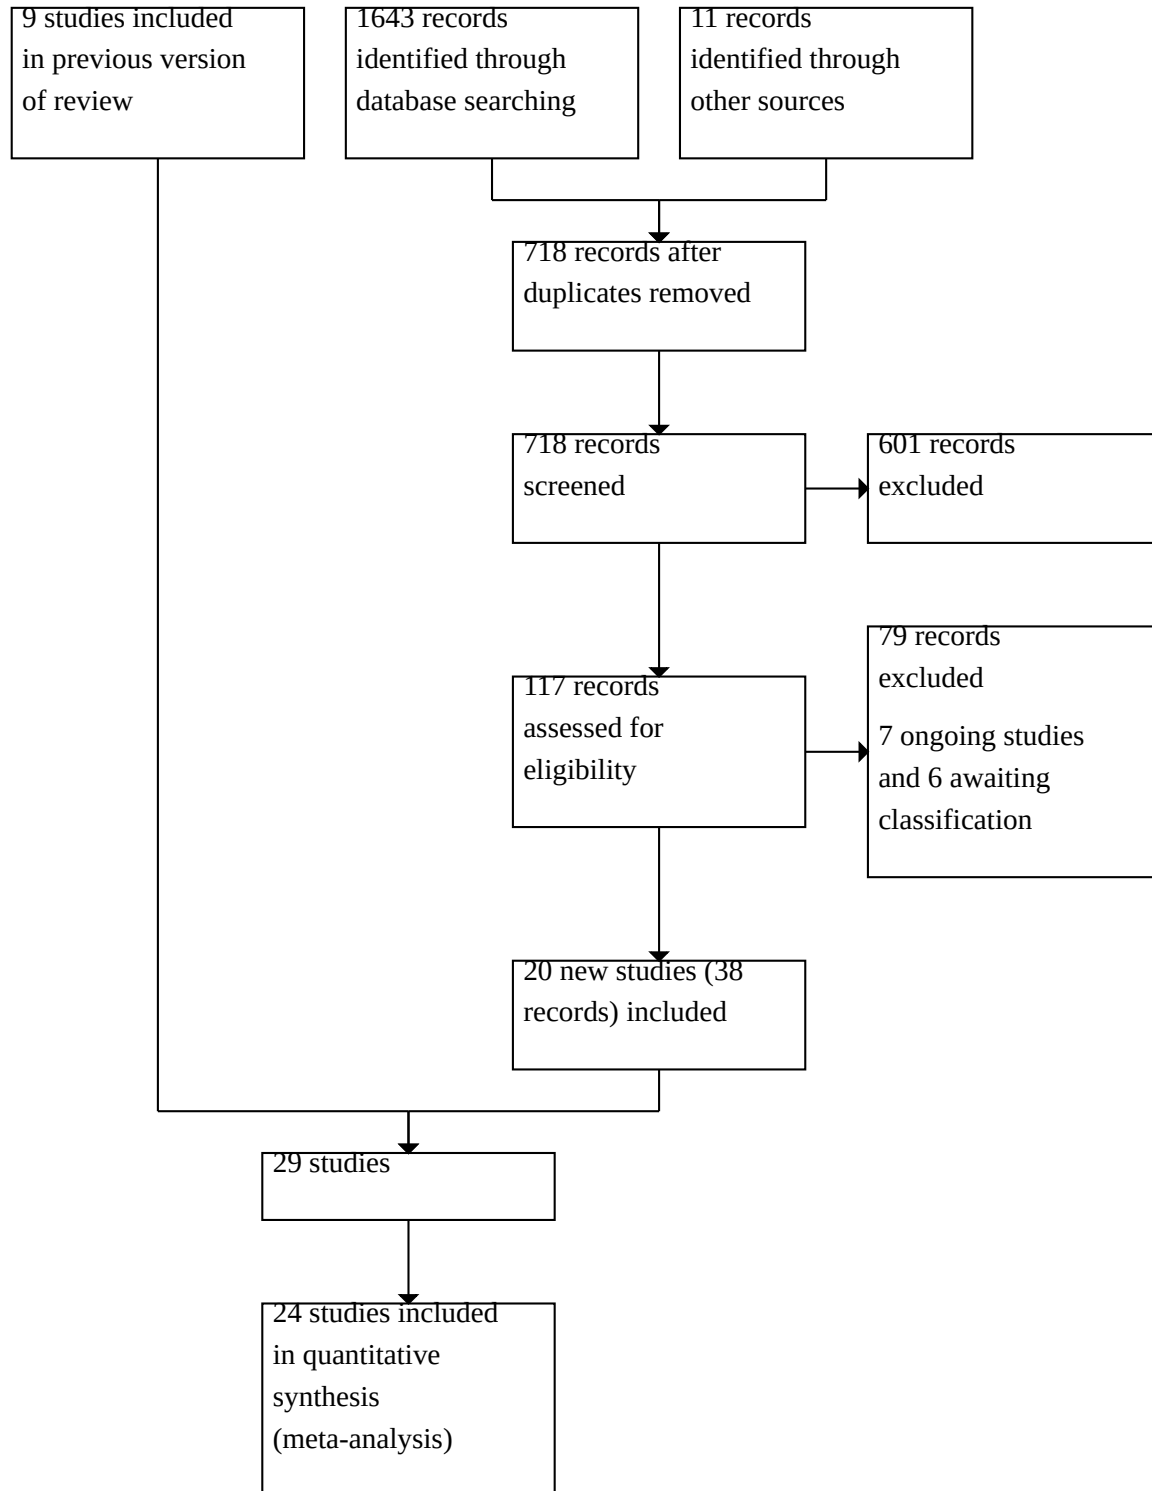 9 studies included
in previous version
of review
1643 records
identified through
database searching
11 records
identified through
other sources
718 records after
duplicates removed
718 records
screened
601 records
excluded
117 records
assessed for
eligibility
79 records
excluded
7 ongoing studies
and 6 awaiting
classification
20 new studies (38
records) included
29 studies
24 studies included
in quantitative
synthesis
(meta-analysis)